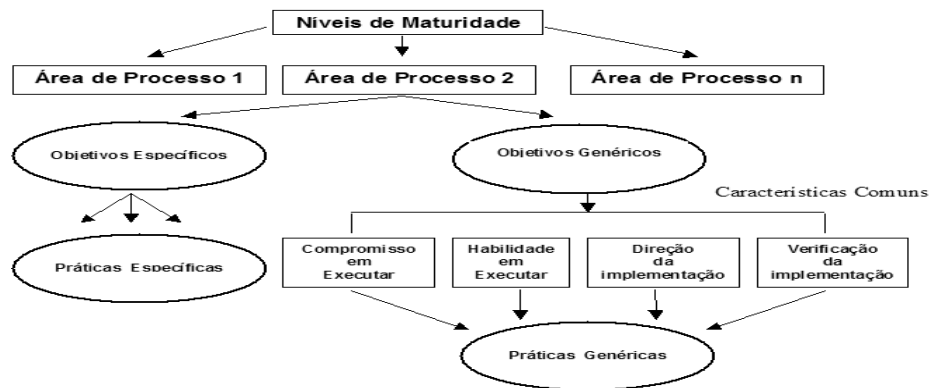 Níveis de Maturidade
Área de Processo 1
Área de Processo 2
Área de Processo n
Objetivos Específicos
Objetivos Genéricos
Características Comuns
Compromisso
em
Executar
Habilidade
em
Executar
Direção
da
implementação
Verificação
da
implementação
Práticas Específicas
Práticas Genéricas